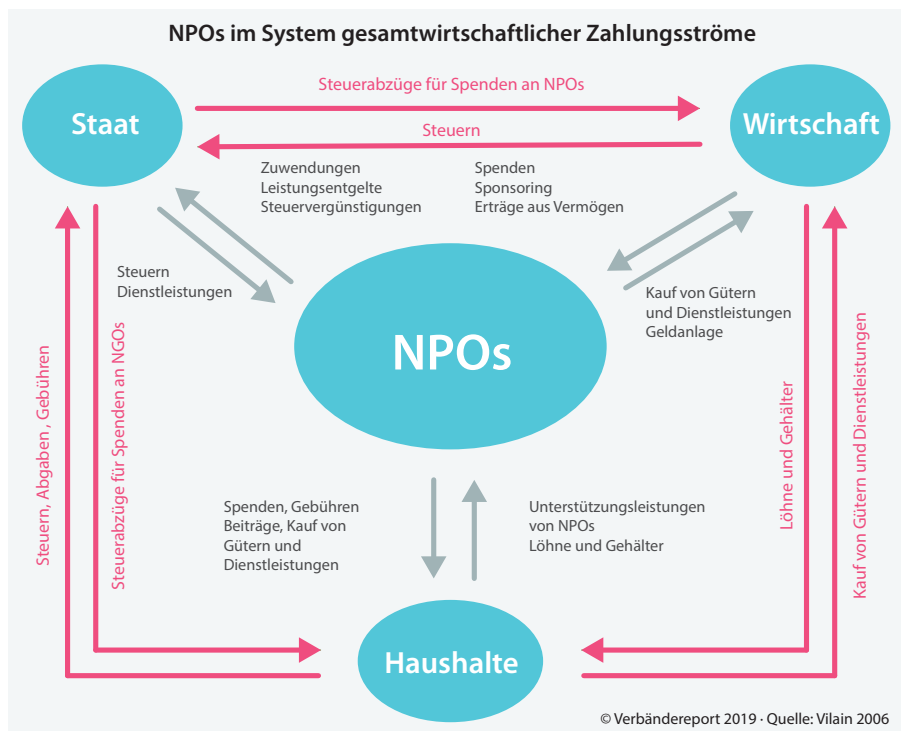 NPOs im System gesamtwirtschaftlicher Zahlungsströme
Staat
Steuerabzüge für Spenden an NPOs
Wirtschaft
Steuern
Zuwendungen
Leistungsentgelte
Steuervergünstigungen
Spenden
Sponsoring
Erträge aus Vermögen
Steuern
Dienstleistungen
NPOs
Kauf von Gütern
und Dienstleistungen
Geldanlage
Steuern, Abgaben , Gebühren
Steuerabzüge für Spenden an NGOs
Löhne und Gehälter
Kauf von Gütern und Dienstleistungen
Spenden, Gebühren
Beiträge, Kauf von
Gütern und
Dienstleistungen
Unterstützungsleistungen
von NPOs
Löhne und Gehälter
Haushalte
© Verbändereport 2019 · Quelle: Vilain 2006